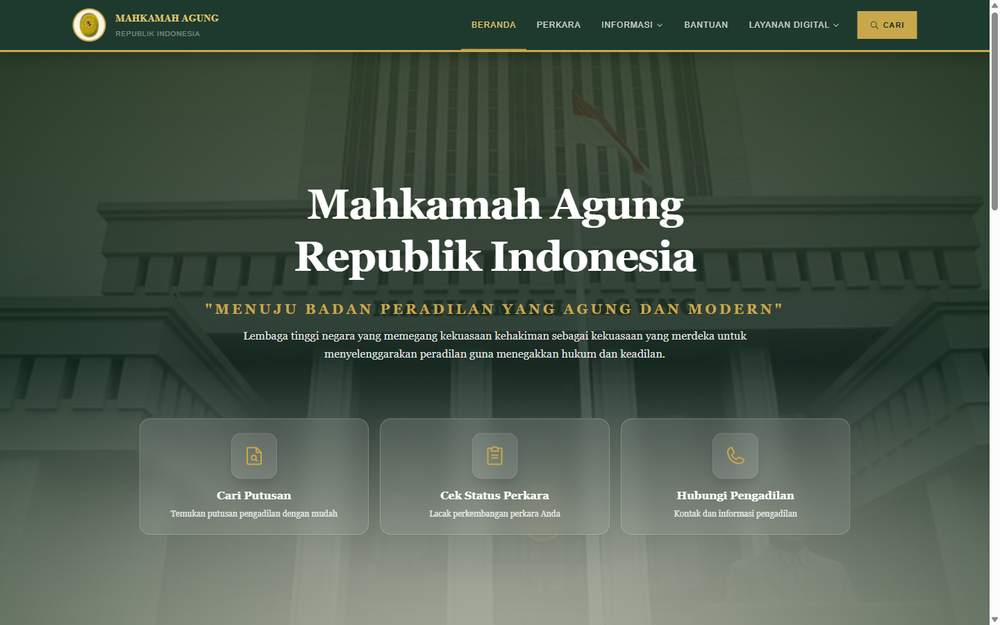 MAHKAMAH AGUNG
REPUBLIK INDONESIA
BERANDA
PERKARA
INFORMASI
BANTUAN
LAYANAN DIGITAL
CARI
Mahkamah Agung
Republik Indonesia
"MENUJU BADAN PERADILAN YANG AGUNG DAN MODERN"
Lembaga tinggi negara yang memegang kekuasaan kehakiman sebagai kekuasaan yang merdeka untuk
menyelenggarakan peradilan guna menegakkan hukum dan keadilan.
Cari Putusan
Temukan putusan pengadilan dengan mudah
Cek Status Perkara
Lacak perkembangan perkara Anda
Hubungi Pengadilan
Kontak dan informasi pengadilan